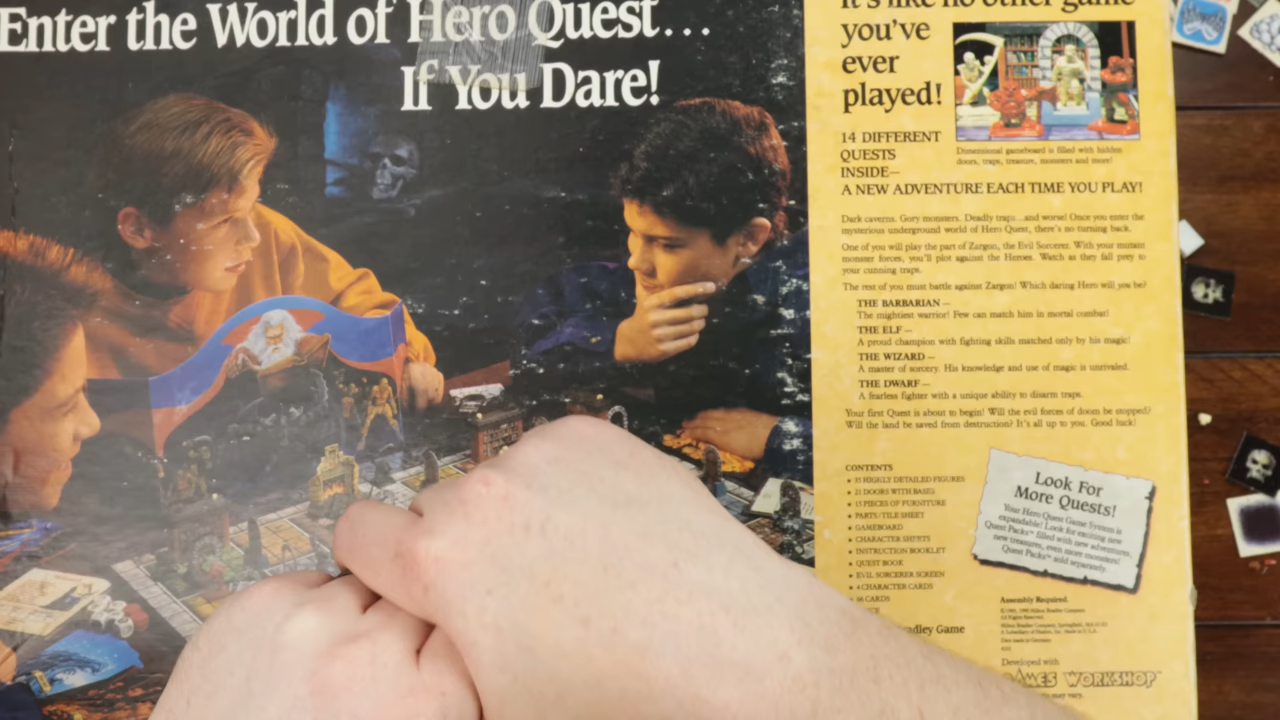 Enter the World of Hero Quest...
If You Dare!
It's like no other game
you've
ever
played!
14 DIFFERENT
QUESTS
INSIDE—
A NEW ADVENTURE EACH TIME YOU PLAY!
Dimensional gameboard is filled with hidden
doors, traps, treasure, monsters and more!
Dark caverns. Gory monsters. Deadly traps...and worse! Once you enter the
mysterious underground world of Hero Quest, there's no turning back.
One of you will play the part of Zargon, the Evil Sorcerer. With your mutant
monster forces, you'll plot against the Heroes. Watch as they fall prey to
your cunning traps.
The rest of you must battle against Zargon! Which daring Hero will you be?
THE BARBARIAN—
The mightiest warrior! Few can match him in mortal combat!
THE ELF—
A proud champion with fighting skills matched only by his magic!
THE WIZARD—
A master of sorcery. His knowledge and use of magic is unrivaled.
THE DWARF—
A fearless fighter with a unique ability to disarm traps.
Your first Quest is about to begin! Will the evil forces of doom be stopped?
Will the land be saved from destruction? It's all up to you. Good luck!
CONTENTS
★ 35 HIGHLY DETAILED FIGURES
★ 21 DOORS WITH BASES
★ 15 PIECES OF FURNITURE
★ PARTS/TILE SHEET
★ GAMEBOARD
★ CHARACTER SHEETS
★ INSTRUCTION BOOKLET
★ QUEST BOOK
★ EVIL SORCERER SCREEN
★ 4 CHARACTER CARDS
CARDS
Look For
More Quests!
Your Hero Quest Game System is
expandable! Look for exciting new
Quest Packs™ filled with new adventures,
new treasures, even more monsters!
Quest Packs™ sold separately.
Game
Assembly Required.
All Rights Reserved.
Developed with
GAMES WORKSHOP